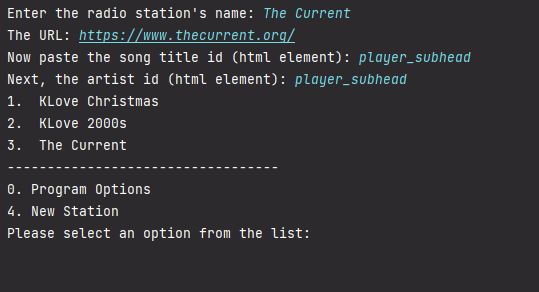 Enter the radio station's name: The Current
The URL: https://www.thecurrent.org/
Now paste the song title id (html element): player_subhead
Next, the artist id (html element): player_subhead
1.  KLove Christmas
2.  KLove 2000s
3.  The Current
----------------------------------
0. Program Options
4. New Station
Please select an option from the list: